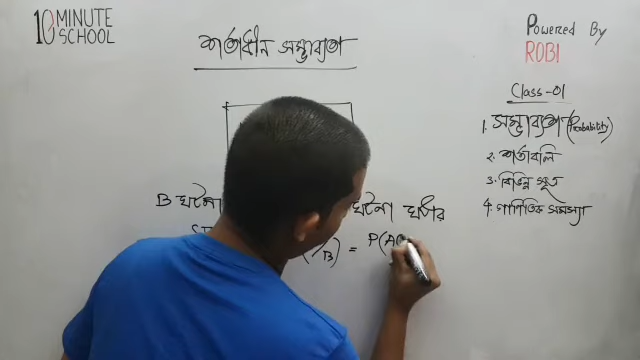 10 MINUTE SCHOOL
Powered By
ROBI
শর্তাধীন সম্ভাব্যতা
Class-01
1. সম্ভাব্যতা (Probability)
2. শর্তাবলি
3. বিভিন্ন সূত্র
4. গাণিতিক সমস্যা
B ঘটনা ঘটনা ঘটার
/B) = P(A